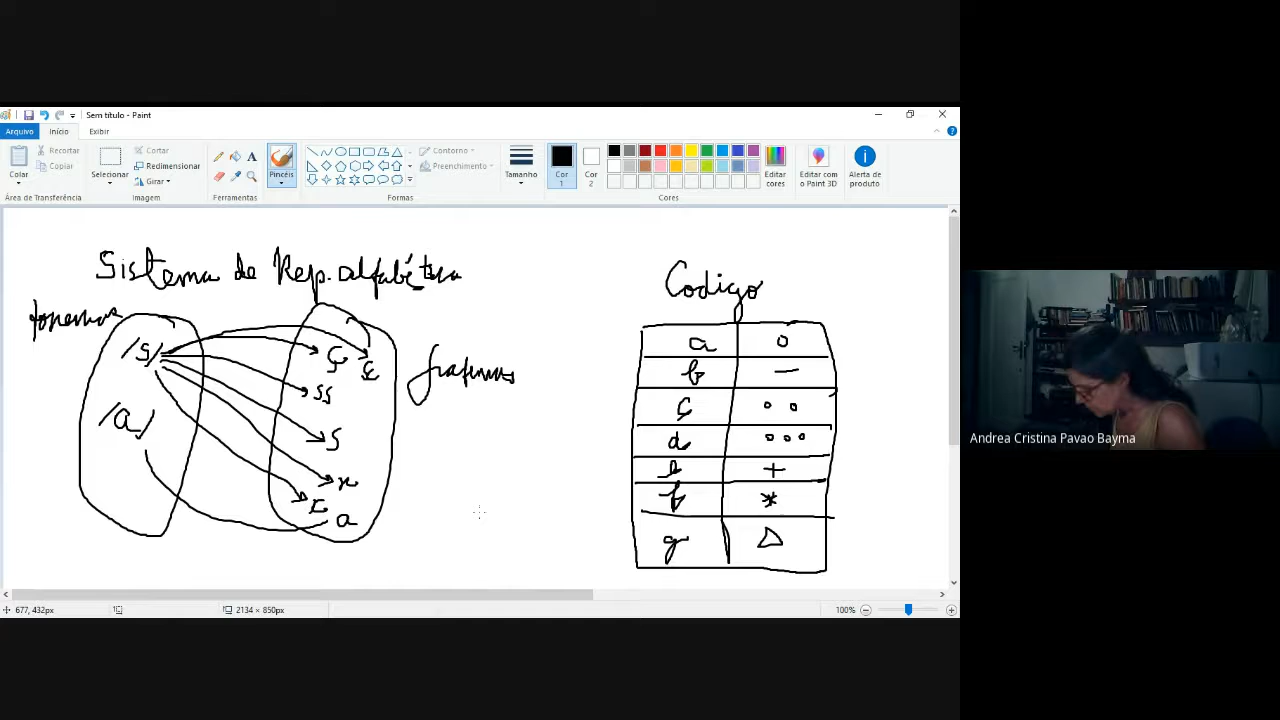 Sem título - Paint
Arquivo Início Exibir
Colar
Recortar
Copiar
Área de Transferência
Selecionar
Redimensionar
Girar
Imagem
A
Ferramentas
Pincéis
Contorno
Preenchimento
Formas
Tamanho
Cor 1
Cor 2
Cores
Editar cores
Editar com o Paint 3D
Alerta de produto
Sistema de Rep. alfabética
fonemas
/s/
/a/
ç
ss
s
x
c
a
grafemas
Codigo
a o
b —
c o o
d o o o
e +
f *
g △
677, 432px
2134 × 850px
100%
Andrea Cristina Pavao Bayma